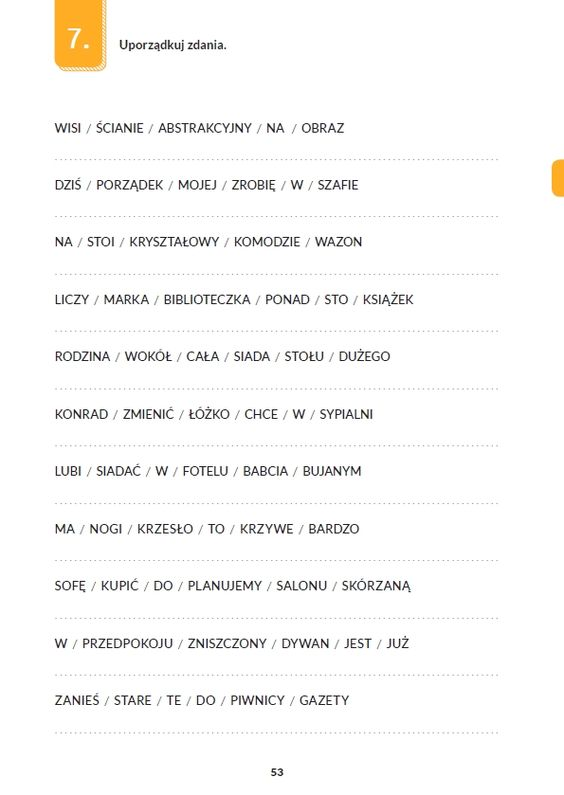 7.
Uporządkuj zdania.
WISI / ŚCIANIE / ABSTRAKCYJNY / NA / OBRAZ
DZIŚ / PORZĄDEK / MOJEJ / ZROBIĘ / W / SZAFIE
NA / STOI / KRYSZTAŁOWY / KOMODZIE / WAZON
LICZY / MARKA / BIBLIOTECZKA / PONAD / STO / KSIĄŻEK
RODZINA / WOKÓŁ / CAŁA / SIADA / STOŁU / DUŻEGO
KONRAD / ZMIENIĆ / ŁÓŻKO / CHCE / W / SYPIALNI
LUBI / SIADAĆ / W / FOTELU / BABCIA / BUJANYM
MA / NOGI / KRZESŁO / TO / KRZYWE / BARDZO
SOFĘ / KUPIĆ / DO / PLANUJEMY / SALONU / SKÓRZANĄ
W / PRZEDPOKOJU / ZNISZCZONY / DYWAN / JEST / JUŻ
ZANIEŚ / STARE / TE / DO / PIWNICY / GAZETY
53